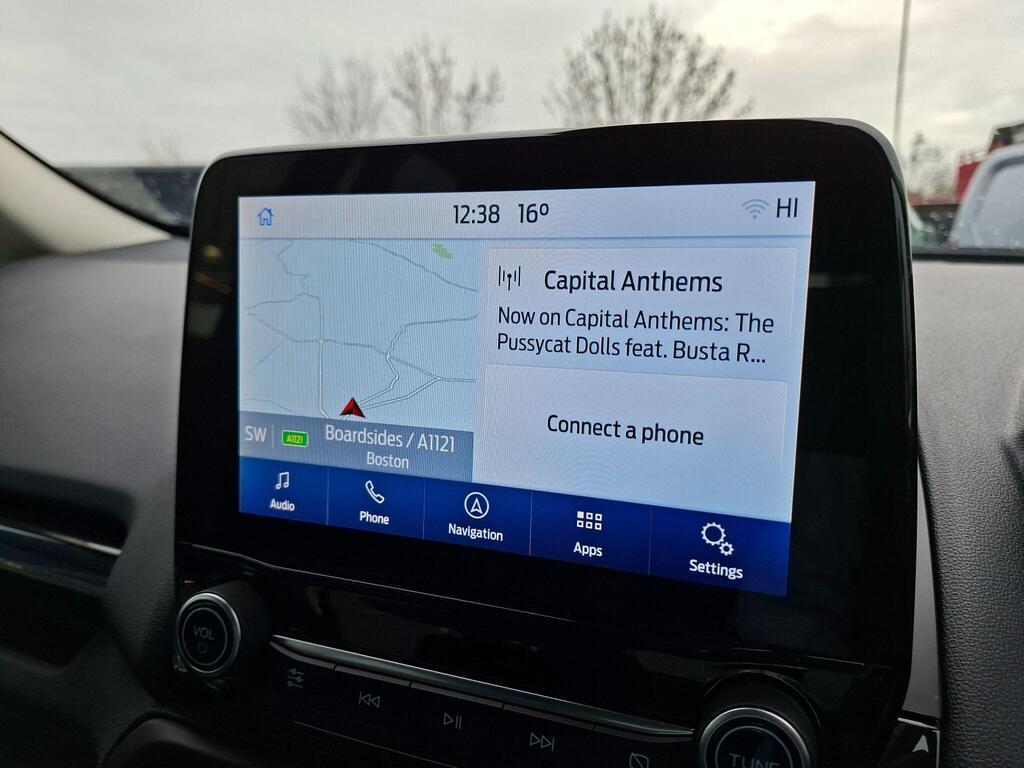 12:38 16º HI
Capital Anthems
Now on Capital Anthems: The
Pussycat Dolls feat. Busta R...
Connect a phone
SW A1121 Boardsides / A1121
Boston
Audio
Phone
Navigation
Apps
Settings
VOL
TUNE